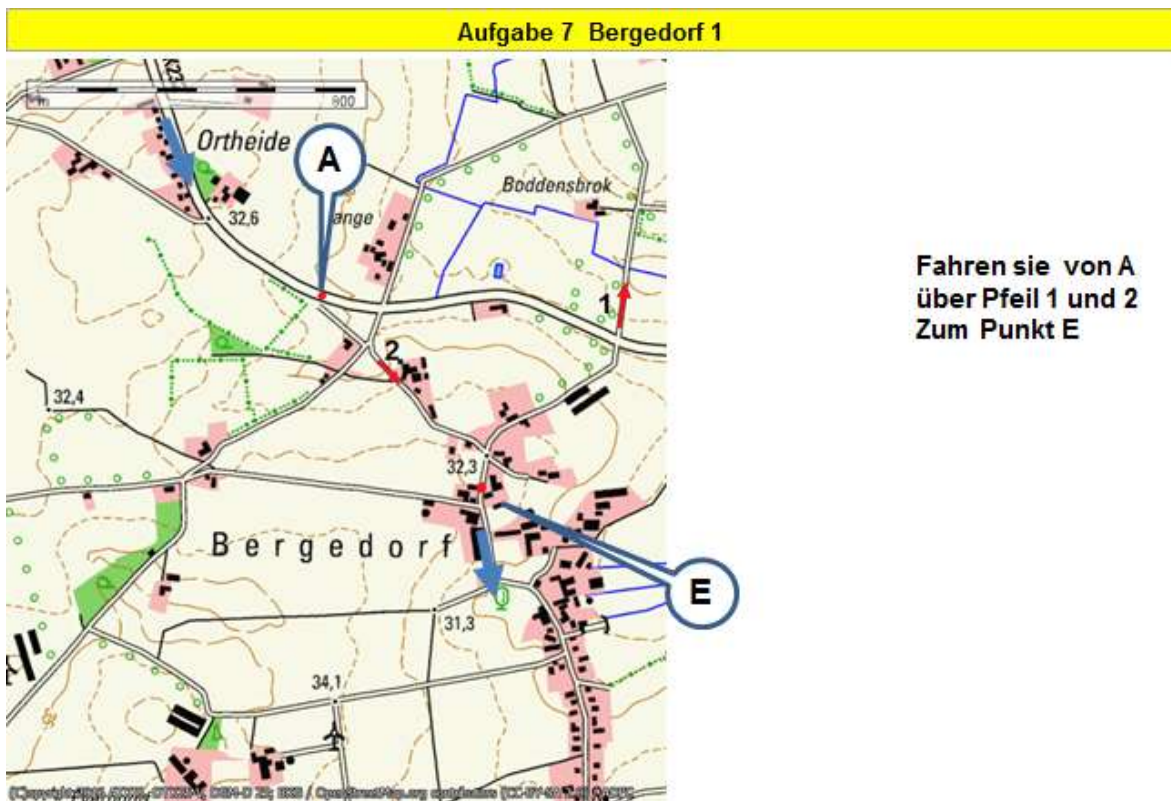 Aufgabe 7 Bergedorf 1
K23
m 800
Ortheide
A
Boddensbrok
32,6
ange
Fahren sie von A
über Pfeil 1 und 2
Zum Punkt E
1
2
32,4
32,3
Bergedorf
E
31,3
34,1